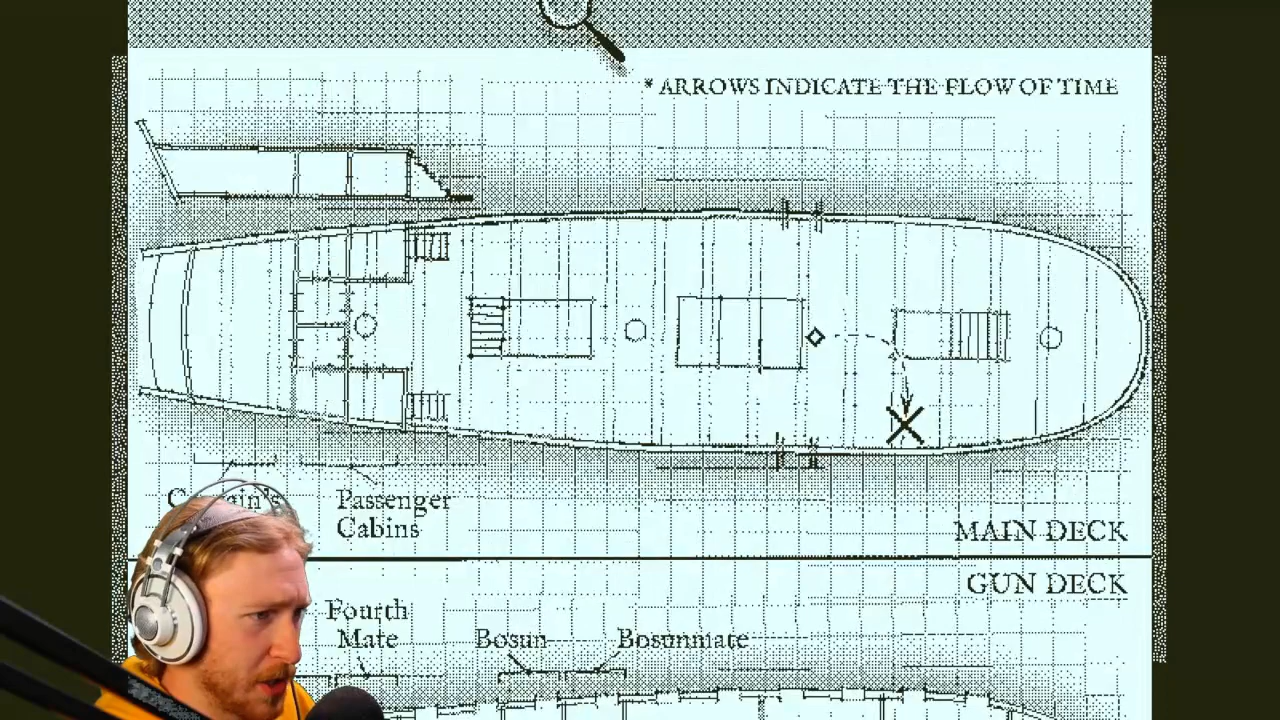 * ARROWS INDICATE THE FLOW OF TIME
Passenger
Cabins
MAIN DECK
GUN DECK
Fourth
Mate
Bosun
Bosunmate